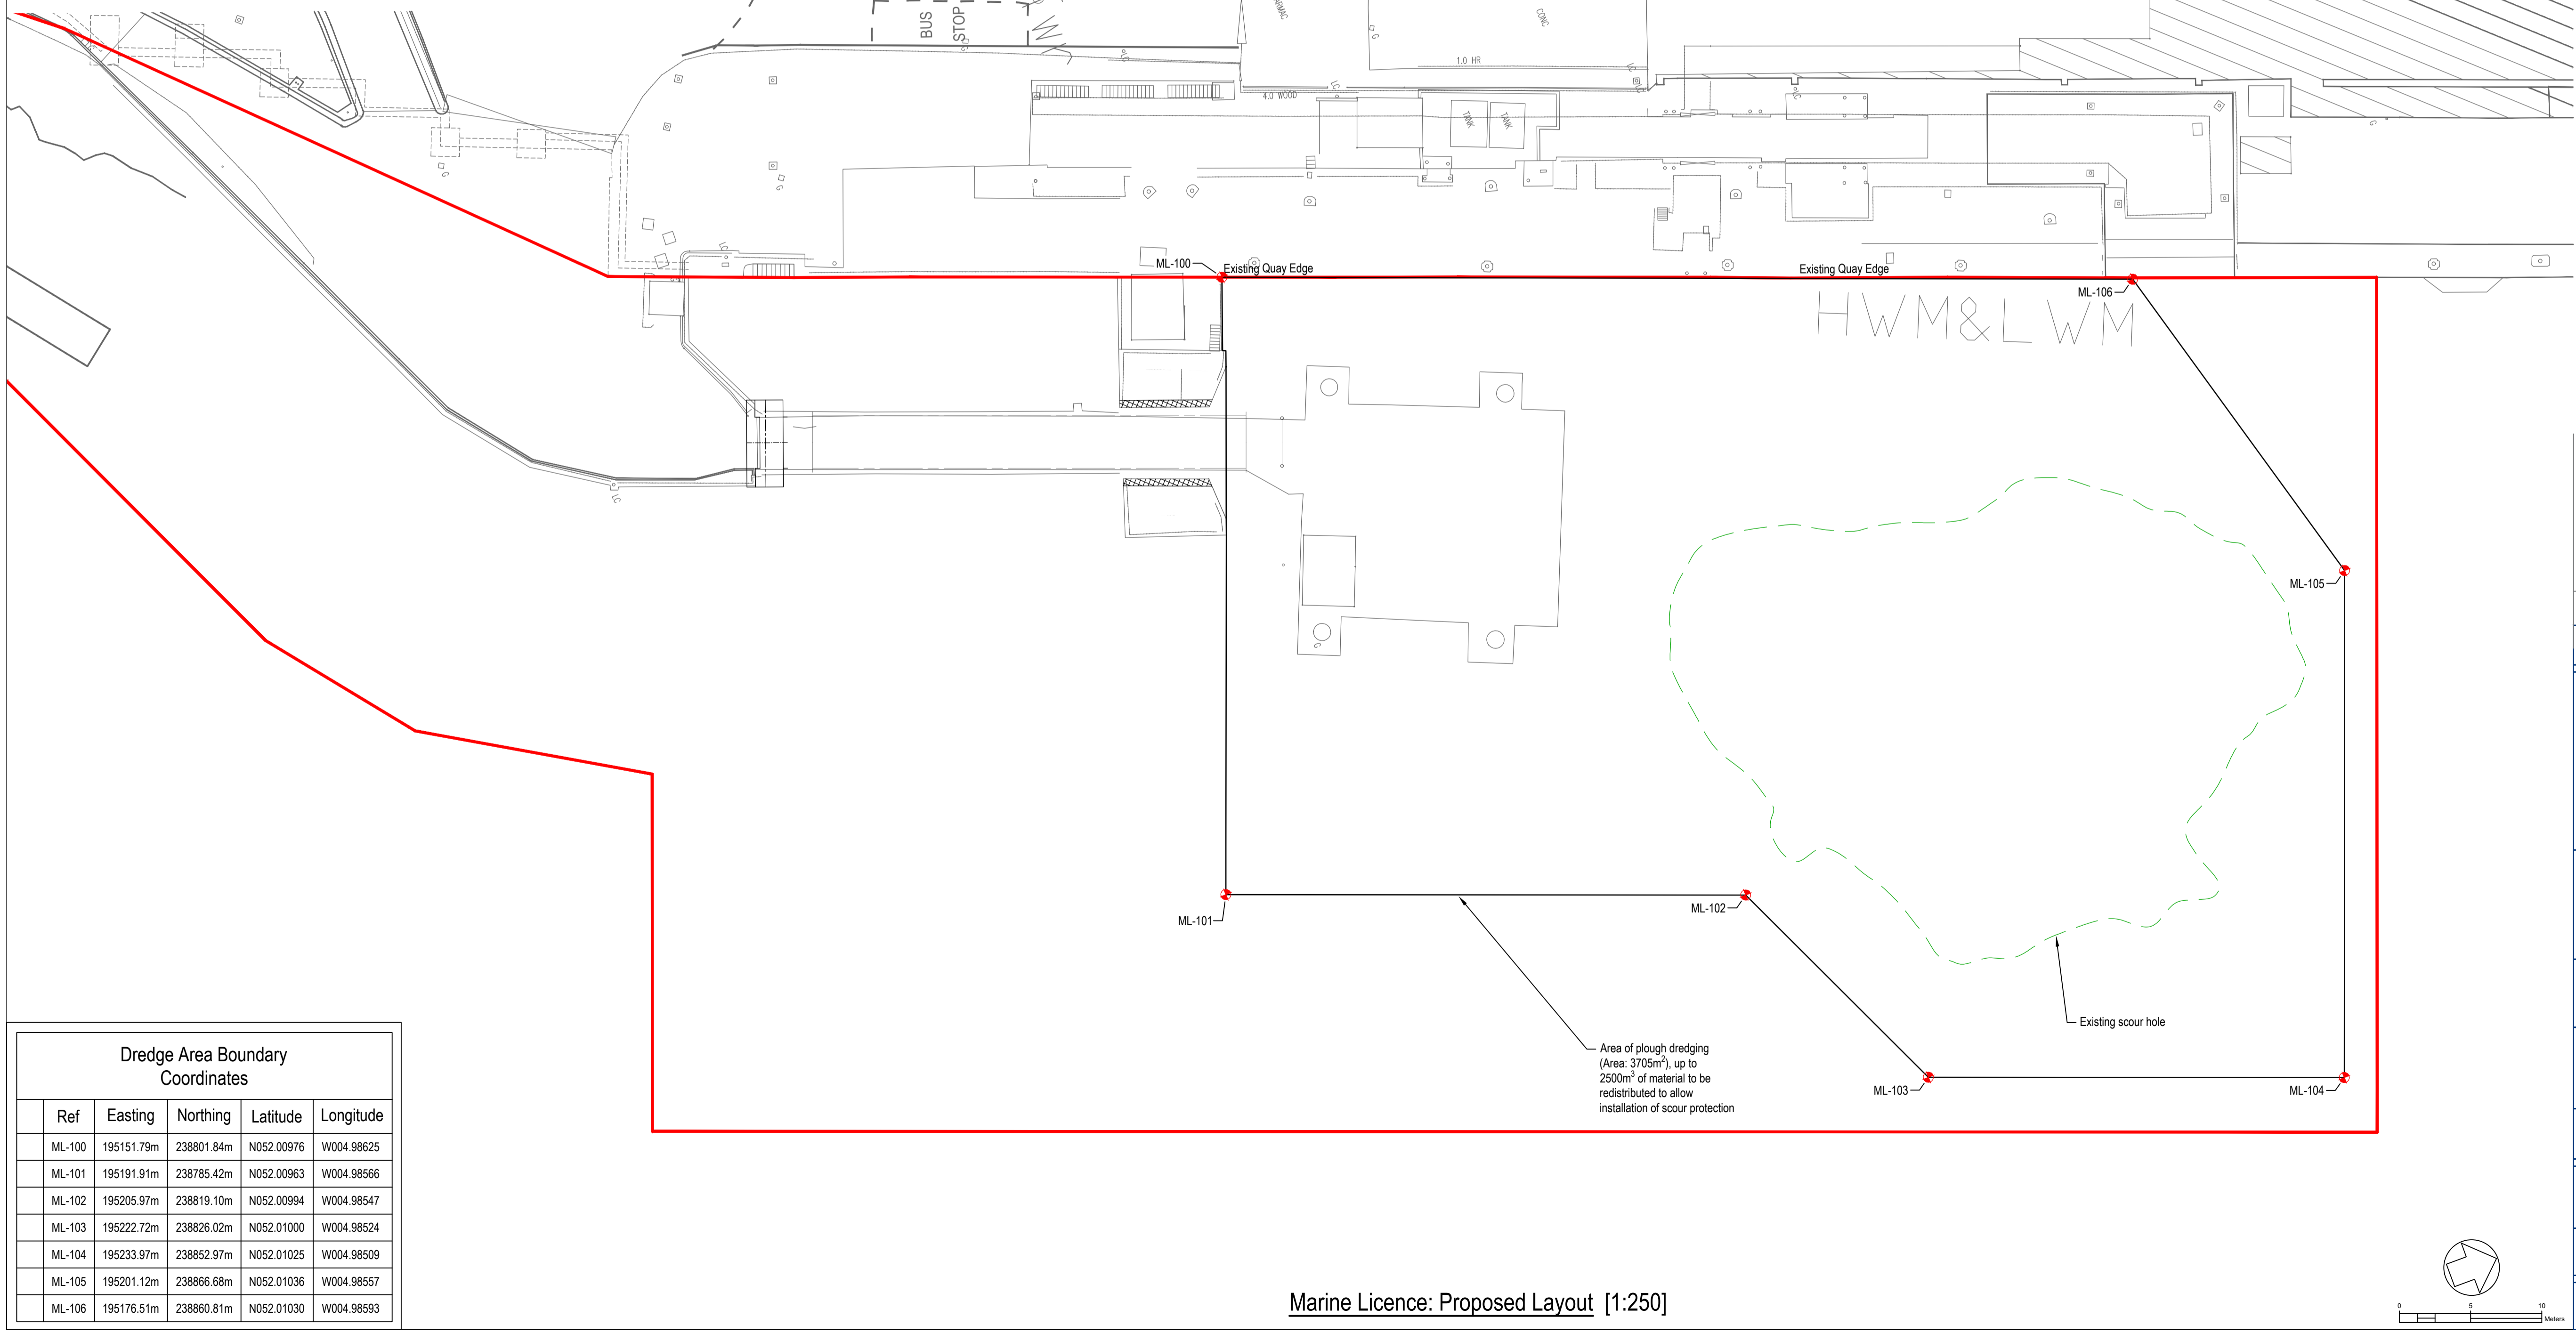 BUS
STOP
TARMAC
CONC
G
LC
1.0 HR
4.0 WOOD
TANK
TANK
ML-100
Existing Quay Edge
Existing Quay Edge
ML-106
HWM&LWM
ML-105
ML-101
ML-102
ML-103
ML-104
Existing scour hole
Area of plough dredging
(Area: 3705m²), up to
2500m³ of material to be
redistributed to allow
installation of scour protection
Dredge Area Boundary
Coordinates
Ref Easting Northing Latitude Longitude
ML-100 195151.79m 238801.84m N052.00976 W004.98625
ML-101 195191.91m 238785.42m N052.00963 W004.98566
ML-102 195205.97m 238819.10m N052.00994 W004.98547
ML-103 195222.72m 238826.02m N052.01000 W004.98524
ML-104 195233.97m 238852.97m N052.01025 W004.98509
ML-105 195201.12m 238866.68m N052.01036 W004.98557
ML-106 195176.51m 238860.81m N052.01030 W004.98593
Marine Licence: Proposed Layout [1:250]
0 5 10
Meters